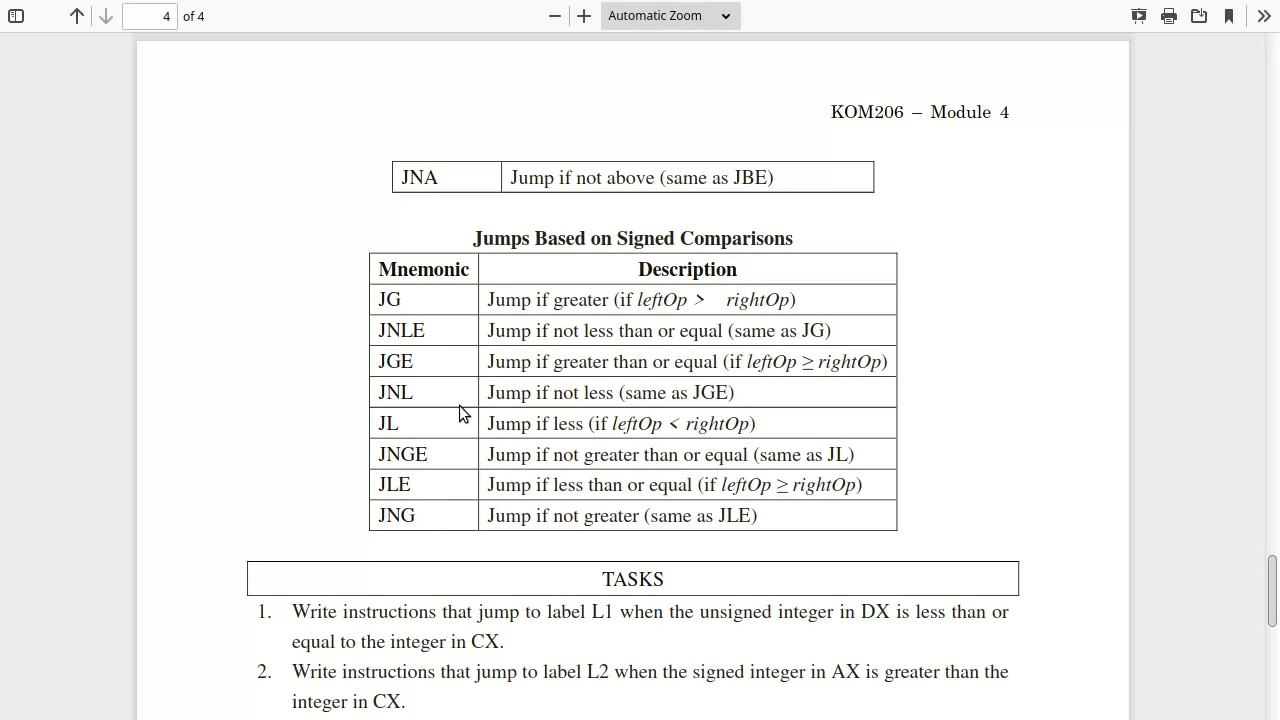 4 of 4
Automatic Zoom
KOM206 – Module 4
JNA Jump if not above (same as JBE)
Jumps Based on Signed Comparisons
Mnemonic Description
JG Jump if greater (if leftOp > rightOp)
JNLE Jump if not less than or equal (same as JG)
JGE Jump if greater than or equal (if leftOp ≥ rightOp)
JNL Jump if not less (same as JGE)
JL Jump if less (if leftOp < rightOp)
JNGE Jump if not greater than or equal (same as JL)
JLE Jump if less than or equal (if leftOp ≥ rightOp)
JNG Jump if not greater (same as JLE)
TASKS
1. Write instructions that jump to label L1 when the unsigned integer in DX is less than or
equal to the integer in CX.
2. Write instructions that jump to label L2 when the signed integer in AX is greater than the
integer in CX.